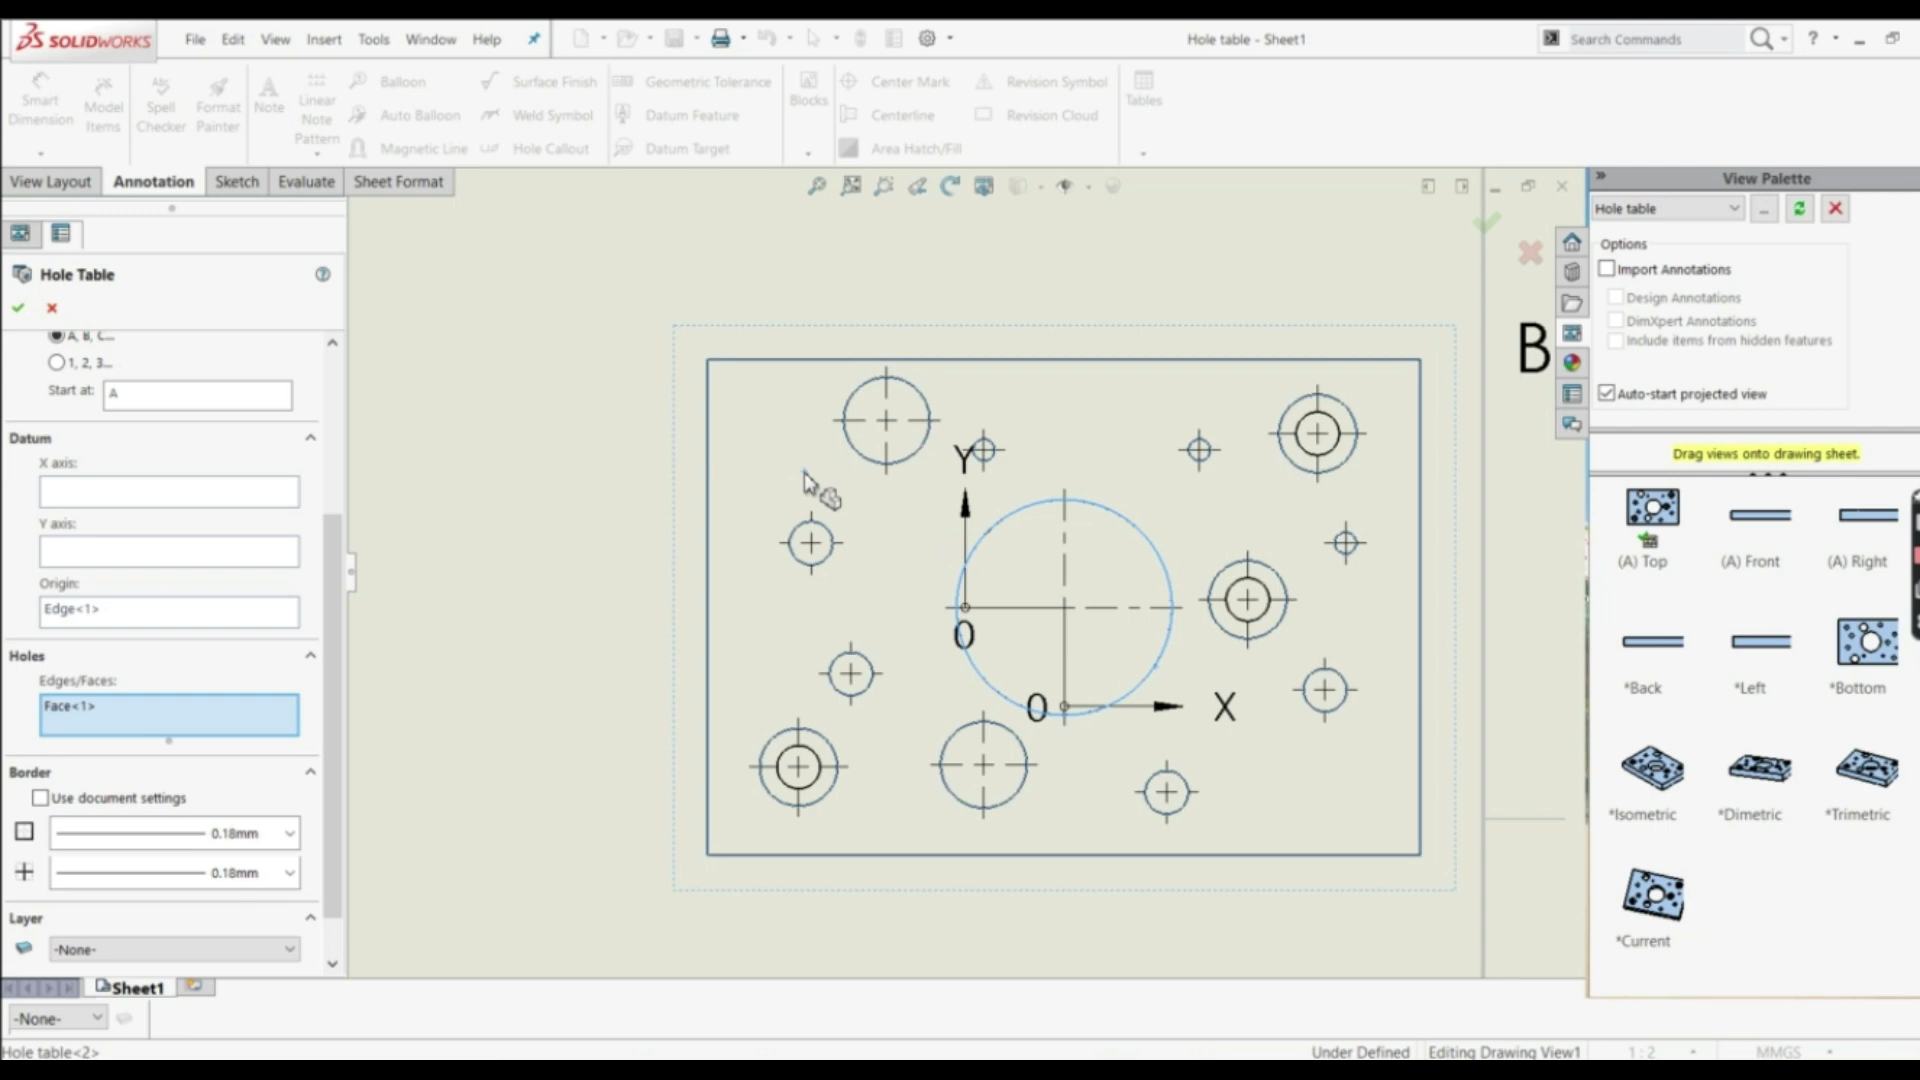 SOLIDWORKS File Edit View Insert Tools Window Help Hole table - Sheet1 Search Commands ?
Smart Dimension
Model Items
Spell Checker
Format Painter
Note
Linear Note Pattern
Balloon
Auto Balloon
Magnetic Line
Surface Finish
Weld Symbol
Hole Callout
Geometric Tolerance
Datum Feature
Datum Target
Blocks
Center Mark
Centerline
Area Hatch/Fill
Revision Symbol
Revision Cloud
Tables
View Layout Annotation Sketch Evaluate Sheet Format
Hole Table
A, B, C...
1, 2, 3...
Start at: A
Datum
X axis:
Y axis:
Origin:
Edge<1>
Holes
Edges/Faces:
Face<1>
Border
Use document settings
0.18mm
0.18mm
Layer
-None-
Y
0
0
X
B
View Palette
Hole table ...
Options
Import Annotations
Design Annotations
DimXpert Annotations
Include items from hidden features
Auto-start projected view
Drag views onto drawing sheet.
(A) Top (A) Front (A) Right
*Back *Left *Bottom
*Isometric *Dimetric *Trimetric
*Current
Sheet1
-None-
Hole table<2> Under Defined Editing Drawing View1 1:2 MMGS